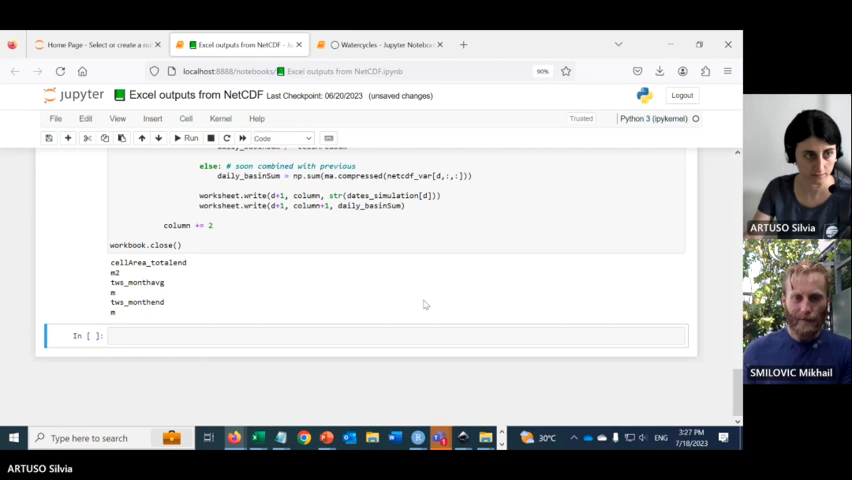 Home Page - Select or create a n
Excel outputs from NetCDF - J
Watercycles - Jupyter Notebook
localhost:8888/notebooks/ Excel outputs from NetCDF.ipynb
90%
jupyter Excel outputs from NetCDF Last Checkpoint: 06/20/2023 (unsaved changes)
Logout
File Edit View Insert Cell Kernel Help
Trusted
Python 3 (ipykernel)
Run
Code
else: # soon combined with previous
daily_basinSum = np.sum(ma.compressed(netcdf_var[d,:,:]))
worksheet.write(d+1, column, str(dates_simulation[d]))
worksheet.write(d+1, column+1, daily_basinSum)
column += 2
workbook.close()
cellArea_totalend
m2
tws_monthavg
m
tws_monthend
m
In [ ]:
ARTUSO Silvia
SMILOVIC Mikhail
Type here to search
30°C
ENG
3:27 PM
7/18/2023
ARTUSO Silvia